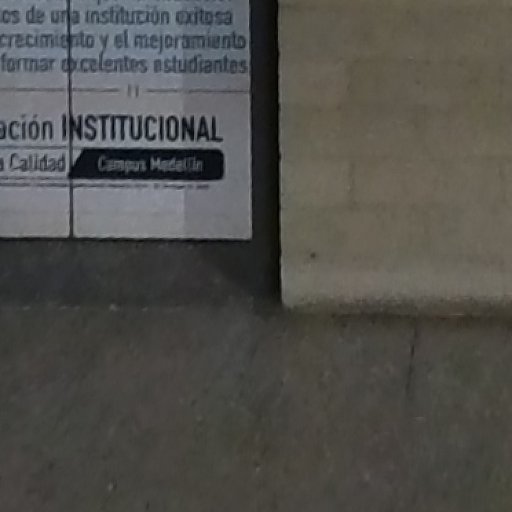 os de una institución exitosa
crecimiento y el mejoramiento
formar excelentes estudiantes
ación INSTITUCIONAL
a Calidad Campus Medellín